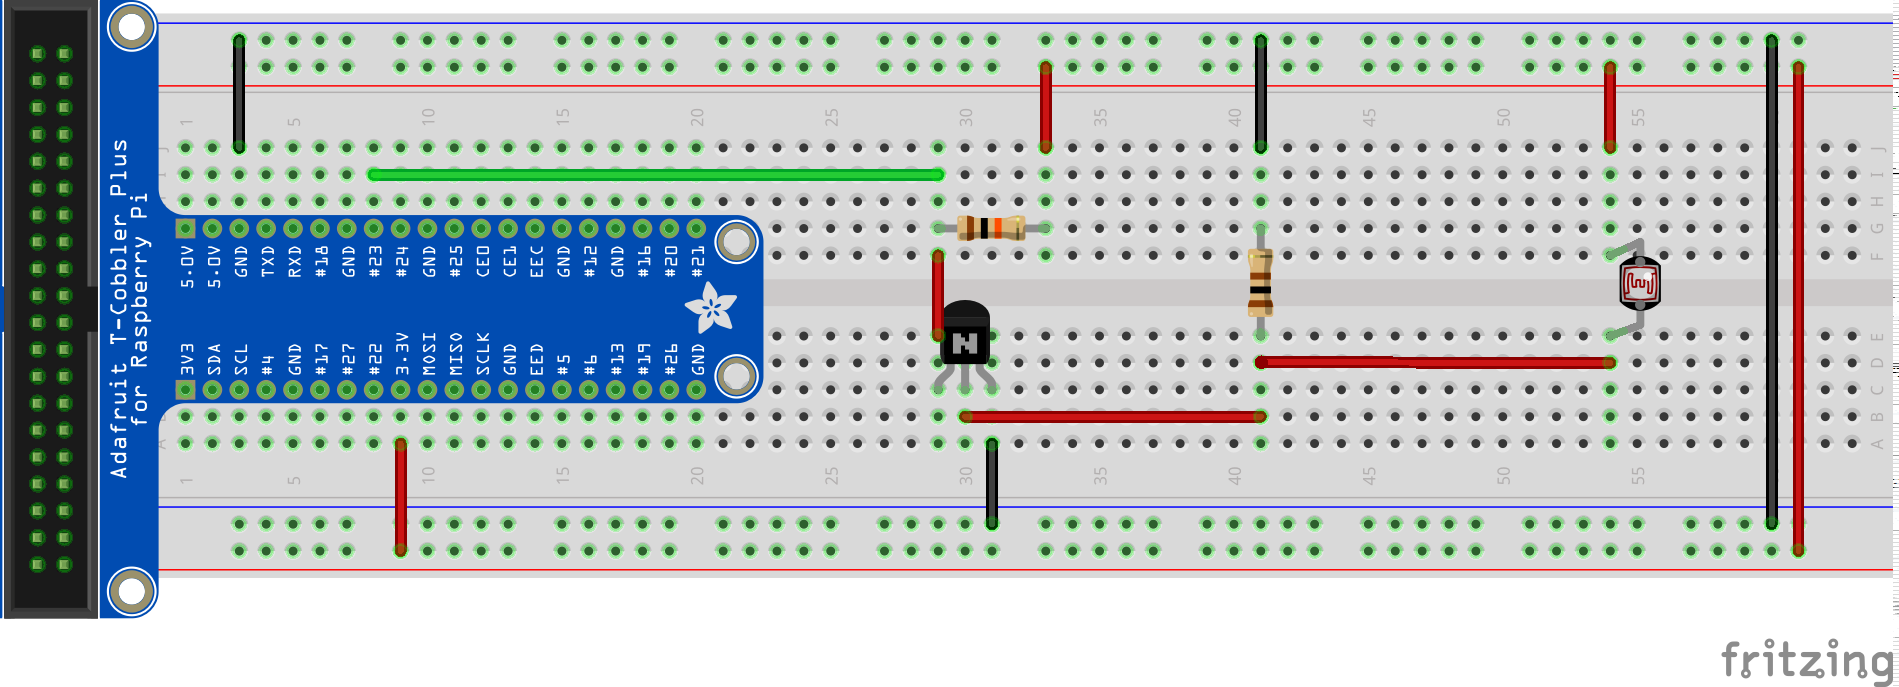 1 5 10 15 20 25 30 35 40 45 50 55
J
I
H
G
F
5.0V 5.0V GND TXD RXD #18 GND #23 #24 GND #25 CE0 CE1 EEC GND #12 GND #16 #20 #21
Adafruit T-Cobbler Plus
for Raspberry Pi
N
3V3 SDA SCL #4 GND #17 #27 #22 3.3V MOSI MISO SCLK GND EED #5 #6 #13 #19 #26 GND
E
D
C
B
A
1 5 10 15 20 25 30 35 40 45 50 55
fritzing